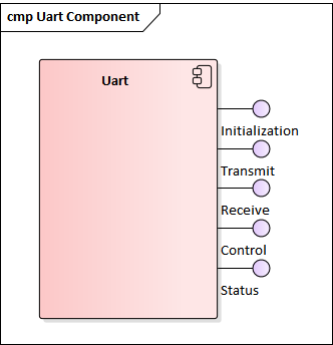 cmp Uart Component
Uart
Initialization
Transmit
Receive
Control
Status